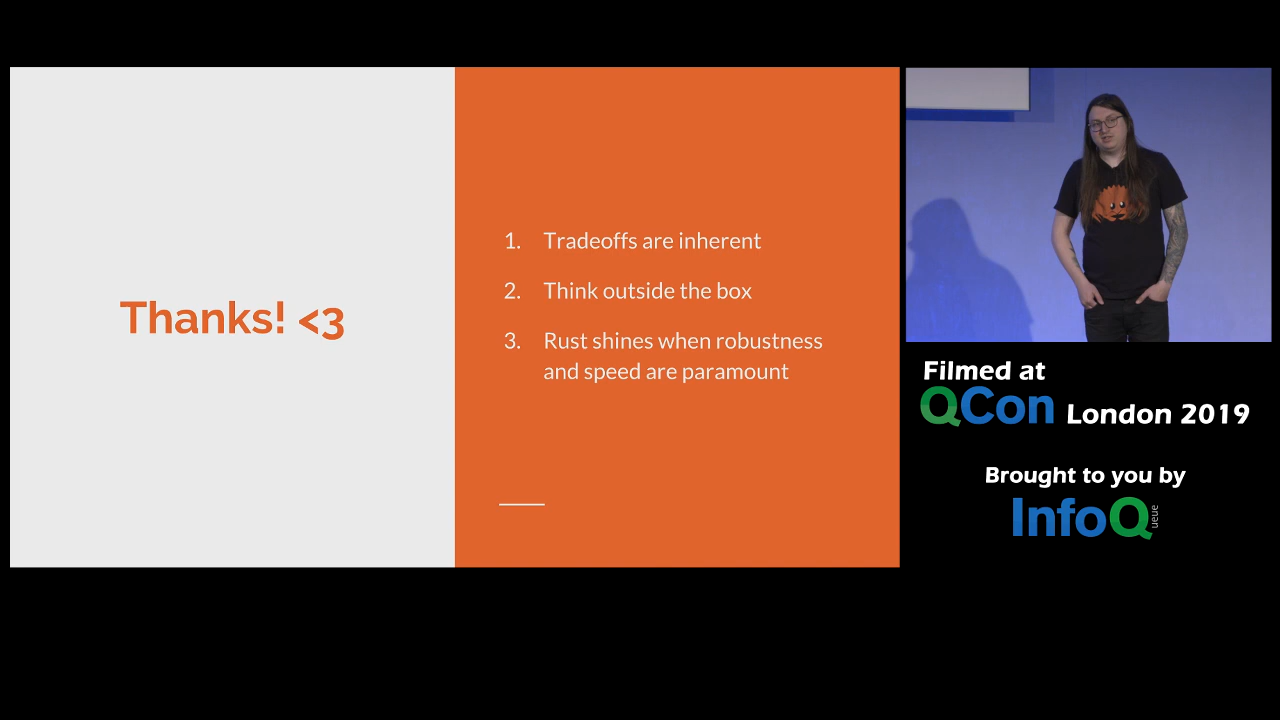 Thanks! <3
1. Tradeoffs are inherent
2. Think outside the box
3. Rust shines when robustness
and speed are paramount
Filmed at
QCon London 2019
Brought to you by
InfoQ
ueue